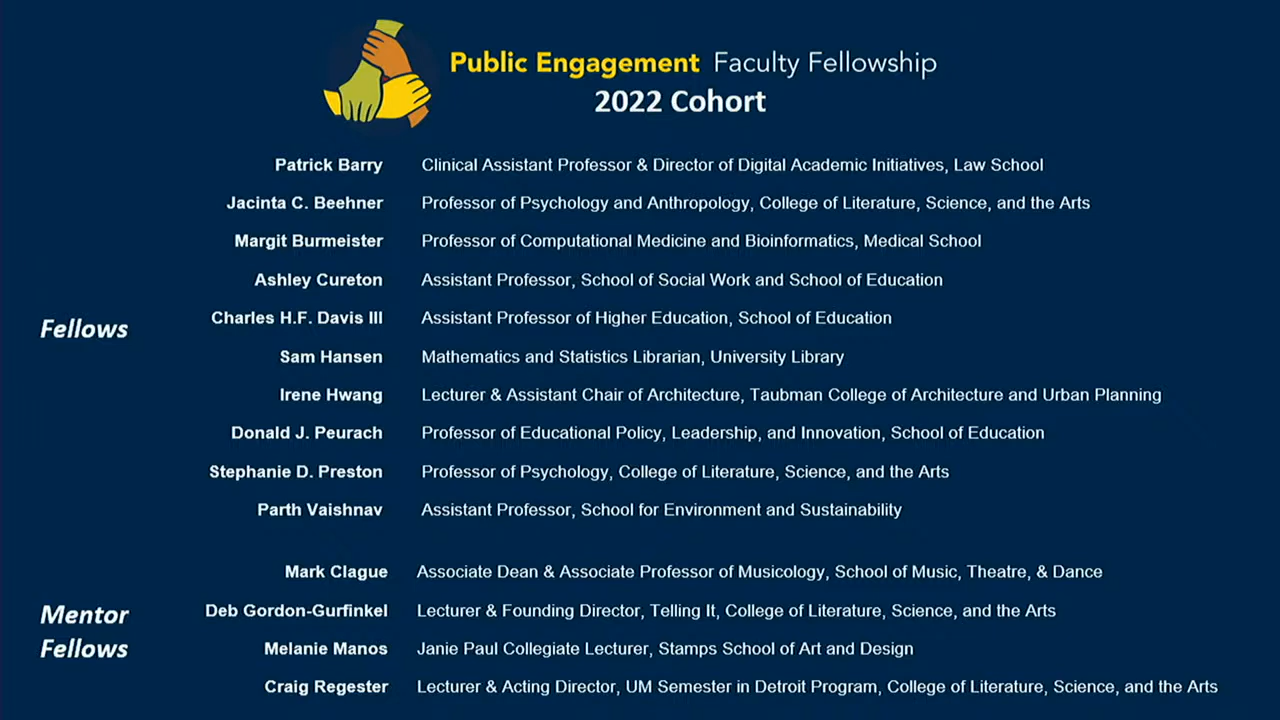 Public Engagement Faculty Fellowship
2022 Cohort
Fellows
Patrick Barry Clinical Assistant Professor & Director of Digital Academic Initiatives, Law School
Jacinta C. Beehner Professor of Psychology and Anthropology, College of Literature, Science, and the Arts
Margit Burmeister Professor of Computational Medicine and Bioinformatics, Medical School
Ashley Cureton Assistant Professor, School of Social Work and School of Education
Charles H.F. Davis III Assistant Professor of Higher Education, School of Education
Sam Hansen Mathematics and Statistics Librarian, University Library
Irene Hwang Lecturer & Assistant Chair of Architecture, Taubman College of Architecture and Urban Planning
Donald J. Peurach Professor of Educational Policy, Leadership, and Innovation, School of Education
Stephanie D. Preston Professor of Psychology, College of Literature, Science, and the Arts
Parth Vaishnav Assistant Professor, School for Environment and Sustainability
Mentor
Fellows
Mark Clague Associate Dean & Associate Professor of Musicology, School of Music, Theatre, & Dance
Deb Gordon-Gurfinkel Lecturer & Founding Director, Telling It, College of Literature, Science, and the Arts
Melanie Manos Janie Paul Collegiate Lecturer, Stamps School of Art and Design
Craig Regester Lecturer & Acting Director, UM Semester in Detroit Program, College of Literature, Science, and the Arts